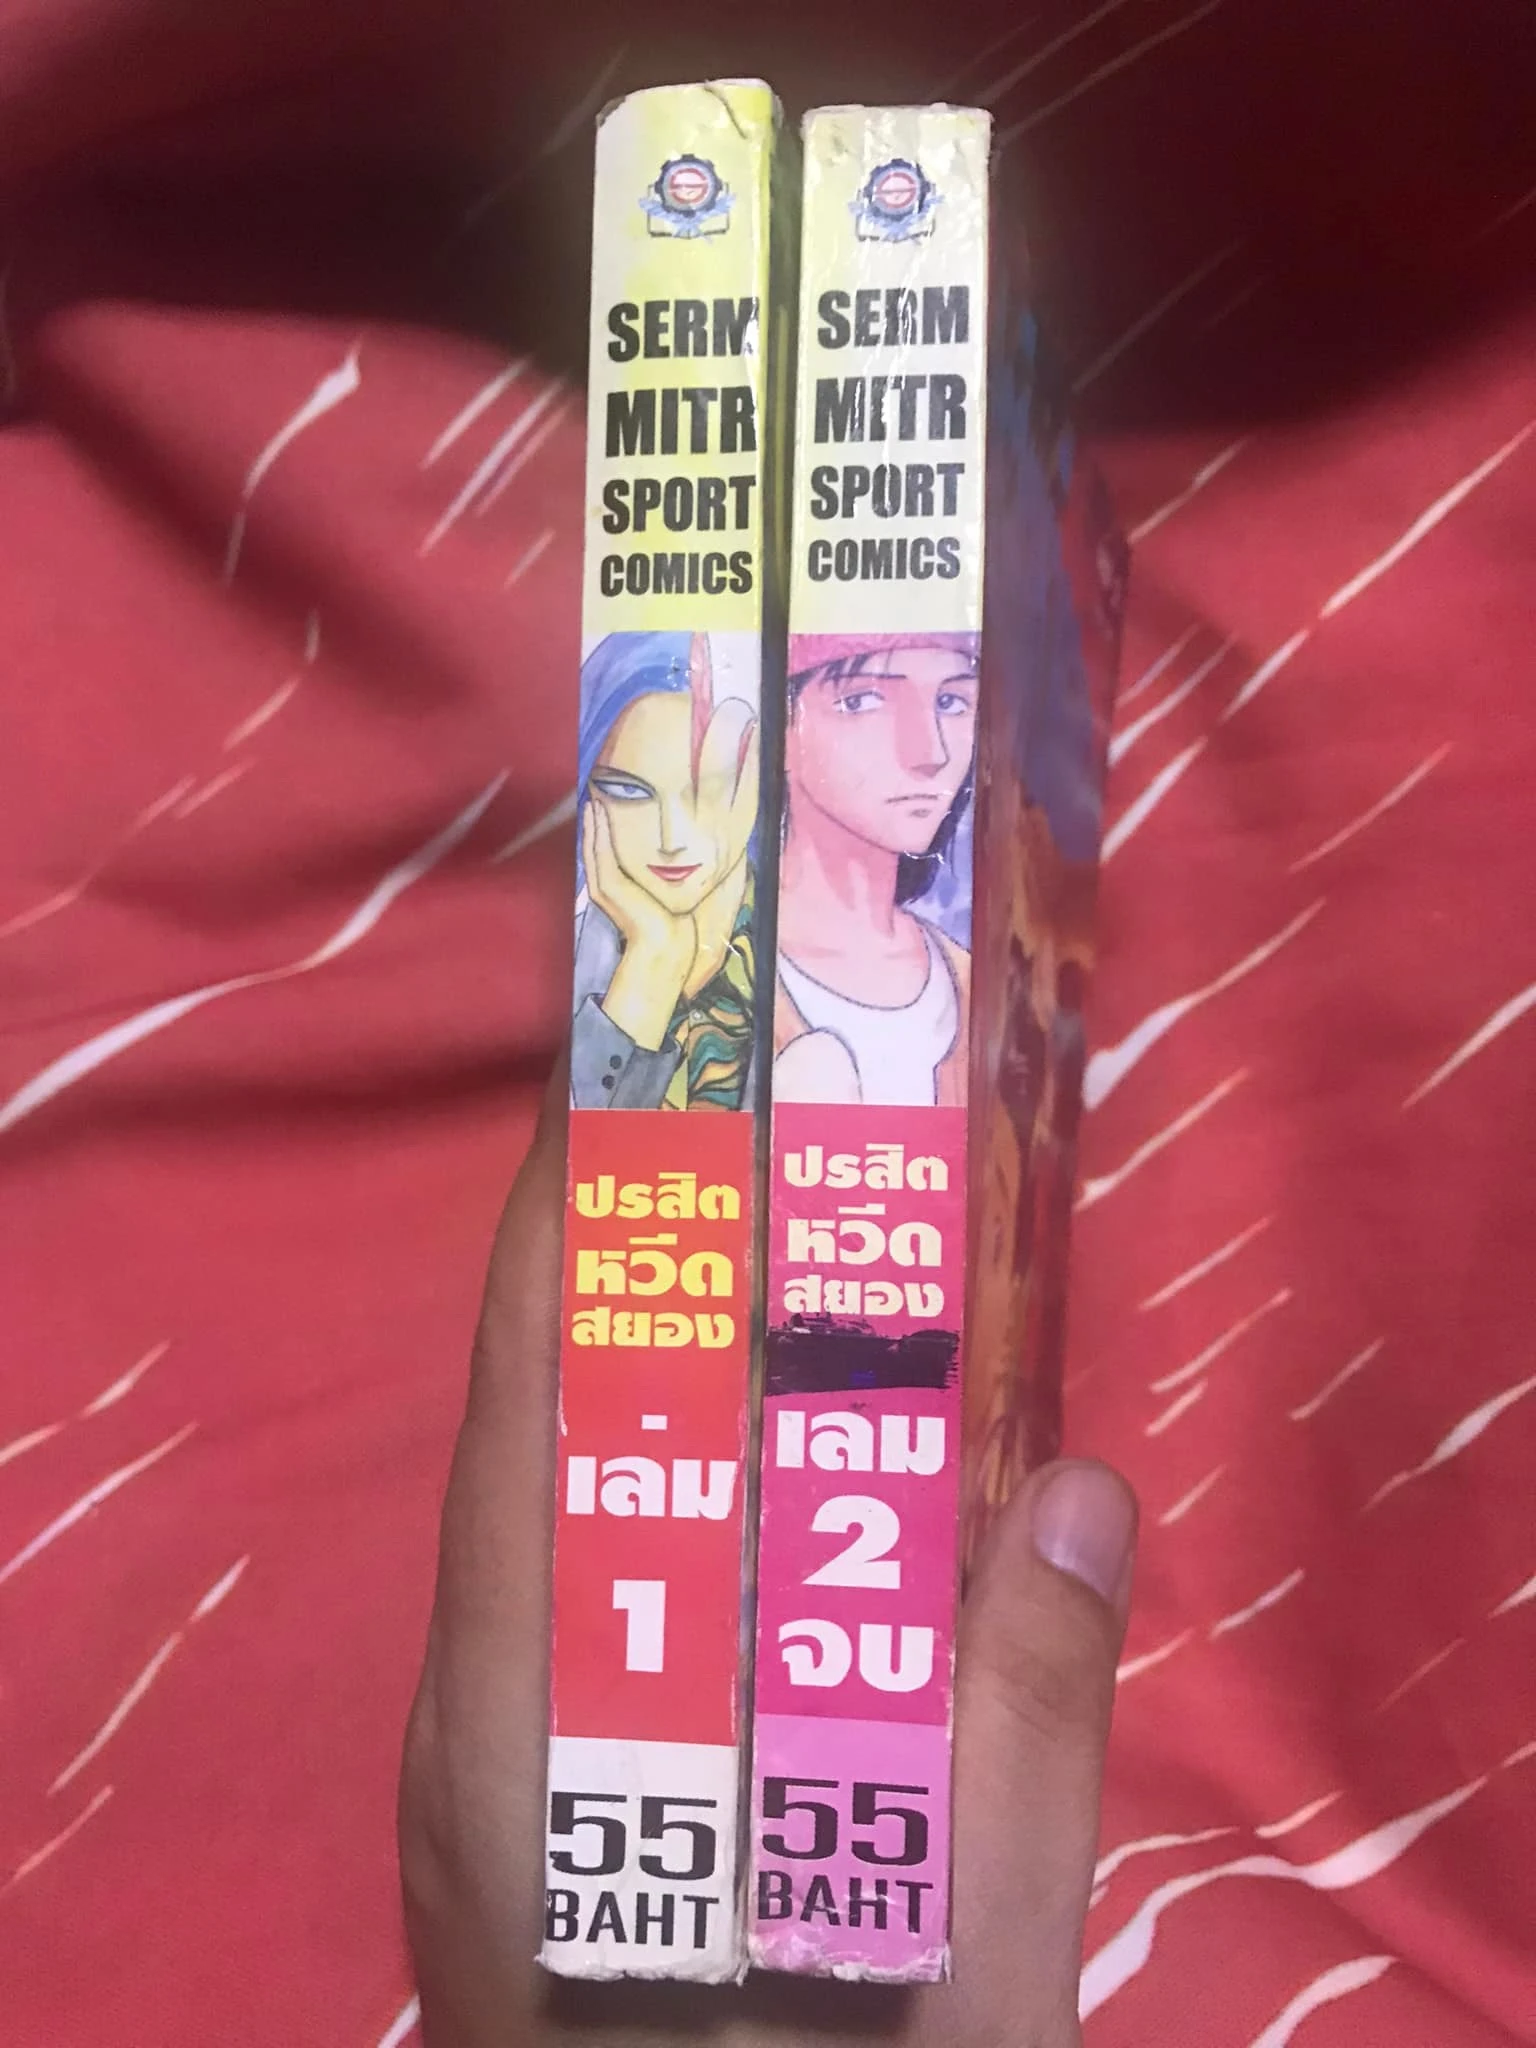 SERM
MITR
SPORT
COMICS
ปรสิต
หวีด
สยอง
เล่ม
1
55
BAHT
SERM
MITR
SPORT
COMICS
ปรสิต
หวีด
สยอง
เลม
2
จบ
55
BAHT